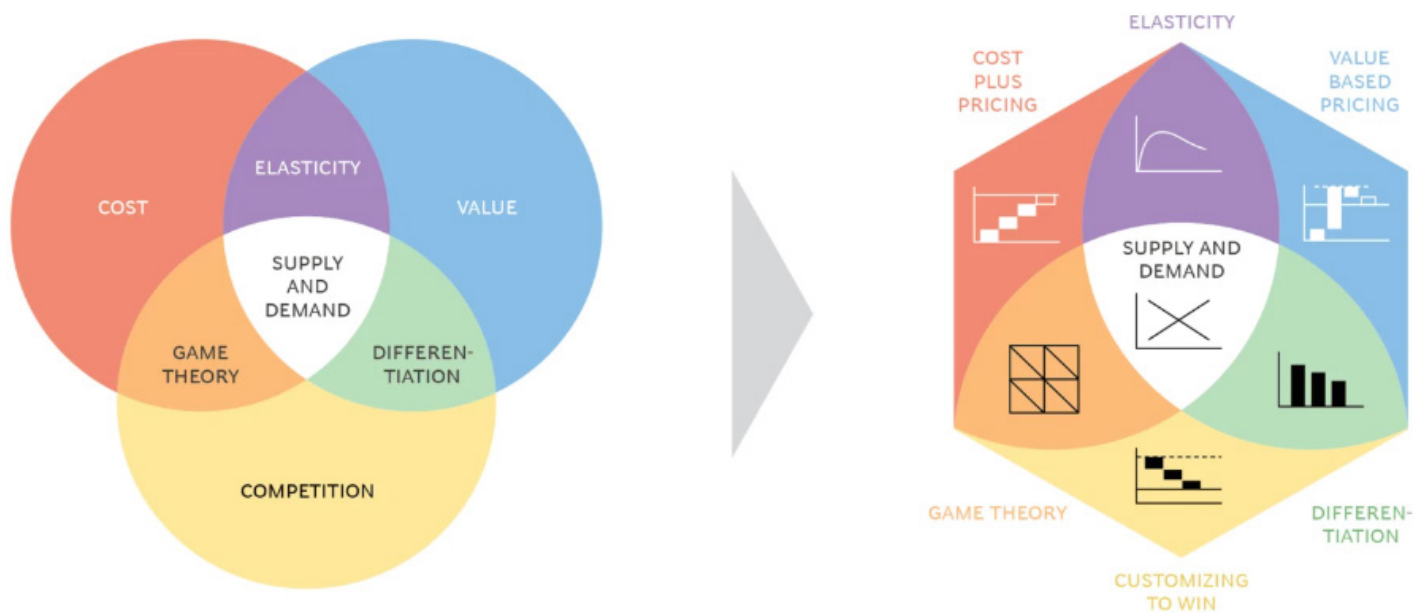 COST
ELASTICITY
VALUE
SUPPLY
AND
DEMAND
GAME
THEORY
DIFFEREN-
TIATION
COMPETITION
ELASTICITY
COST
PLUS
PRICING
VALUE
BASED
PRICING
SUPPLY AND
DEMAND
GAME THEORY
DIFFEREN-
TIATION
CUSTOMIZING
TO WIN